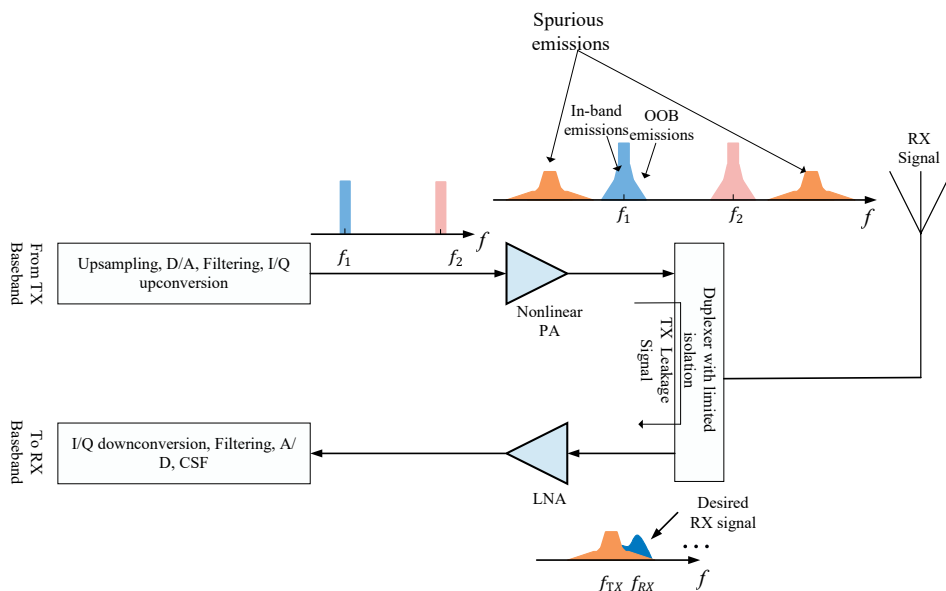 Spurious
emissions
In-band
emissions
OOB
emissions
RX
Signal
f₁
f₂
f
f₁
f₂
f
From TX
Baseband
Upsampling, D/A, Filtering, I/Q
upconversion
Nonlinear
PA
Duplexer with limited
isolation
TX Leakage
Signal
To RX
Baseband
I/Q downconversion, Filtering, A/
D, CSF
LNA
Desired
RX signal
...
f_TX f_RX
f